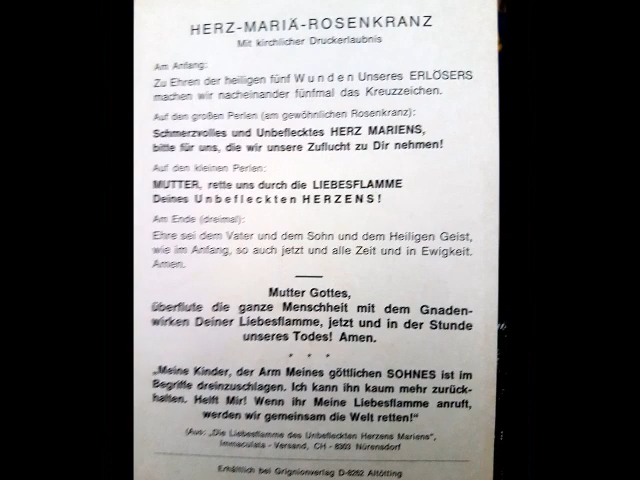 HERZ-MARIÄ-ROSENKRANZ
Mit kirchlicher Druckerlaubnis
Am Anfang:
Zu Ehren der heiligen fünf Wunden Unseres ERLÖSERS
machen wir nacheinander fünfmal das Kreuzzeichen.
Auf den großen Perlen (am gewöhnlichen Rosenkranz):
Schmerzvolles und Unbeflecktes HERZ MARIENS,
bitte für uns, die wir unsere Zuflucht zu Dir nehmen!
Auf den kleinen Perlen:
MUTTER, rette uns durch die LIEBESFLAMME
Deines Unbefleckten HERZENS!
Am Ende (dreimal):
Ehre sei dem Vater und dem Sohn und dem Heiligen Geist,
wie im Anfang, so auch jetzt und alle Zeit und in Ewigkeit.
Amen.
Mutter Gottes,
überflute die ganze Menschheit mit dem Gnaden-
wirken Deiner Liebesflamme, jetzt und in der Stunde
unseres Todes! Amen.
* * *
„Meine Kinder, der Arm Meines göttlichen SOHNES ist im
Begriffe dreinzuschlagen. Ich kann ihn kaum mehr zurück-
halten. Helft Mir! Wenn ihr Meine Liebesflamme anruft,
werden wir gemeinsam die Welt retten!“
(Aus: „Die Liebesflamme des Unbefleckten Herzens Mariens“,
Immaculata - Versand, CH - 8303 Nürensdorf
Erhältlich bei Grignionverlag D-8262 Altötting